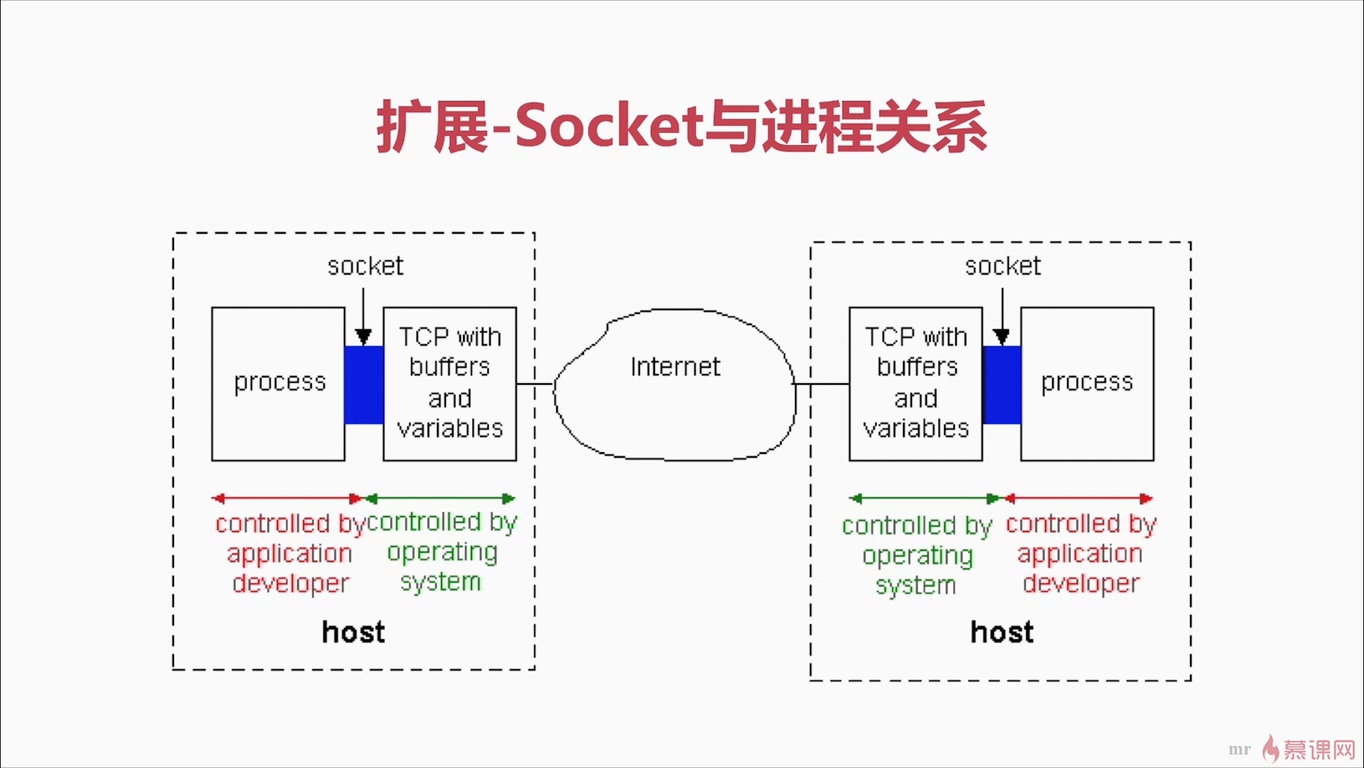 扩展-Socket与进程关系
socket
process
TCP with
buffers
and
variables
controlled by
application
developer
controlled by
operating
system
host
Internet
socket
TCP with
buffers
and
variables
process
controlled by
operating
system
controlled by
application
developer
host
mr 慕课网